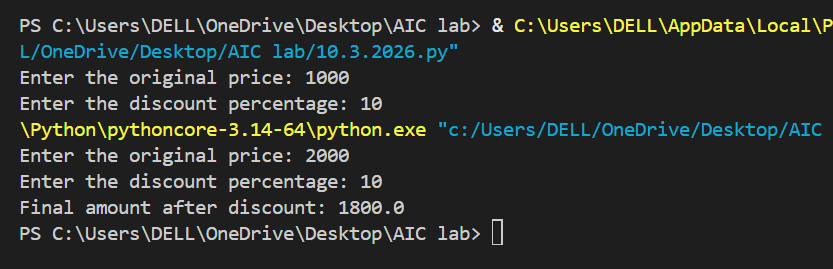 PS C:\Users\DELL\OneDrive\Desktop\AIC lab> & C:\Users\DELL\AppData\Local\P
L/OneDrive/Desktop/AIC lab/10.3.2026.py"
Enter the original price: 1000
Enter the discount percentage: 10
\Python\pythoncore-3.14-64\python.exe "c:/Users/DELL/OneDrive/Desktop/AIC
Enter the original price: 2000
Enter the discount percentage: 10
Final amount after discount: 1800.0
PS C:\Users\DELL\OneDrive\Desktop\AIC lab>